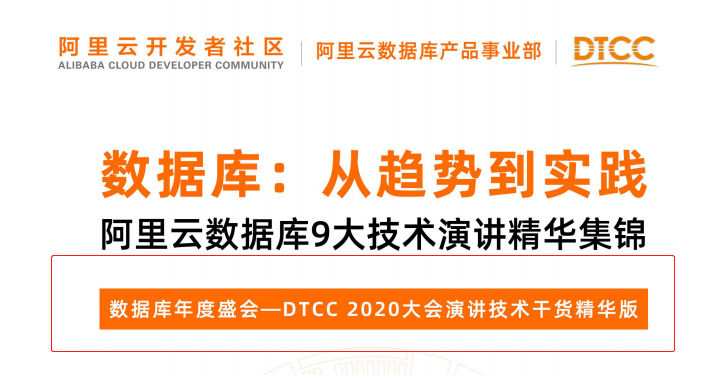 阿里云开发者社区
ALIBABA CLOUD DEVELOPER COMMUNITY
阿里云数据库产品事业部
DTCC
数据库：从趋势到实践
阿里云数据库9大技术演讲精华集锦
数据库年度盛会—DTCC 2020大会演讲技术干货精华版